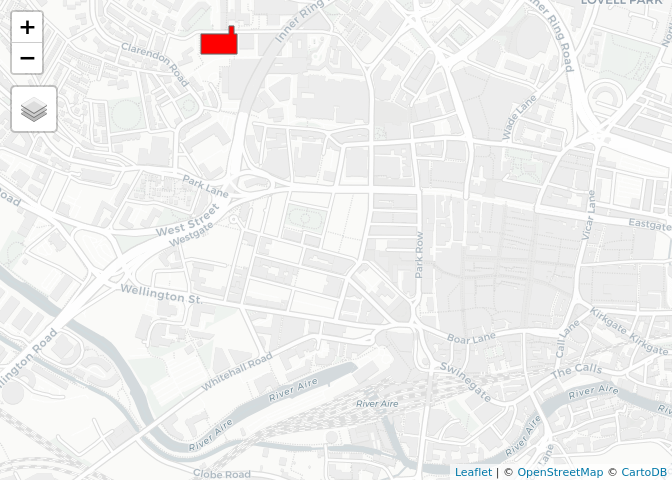 LOVELL PARK
+
−
Inner Ring
Inner Ring Road
Clarendon Road
Wade Lane
Park Lane
West Street
Westgate
Vicar Lane
Eastgate
Road
Park Row
Wellington St.
Kirkgate
Kirkgate
Call Lane
Boar Lane
Whitehall Road
Swinegate
The Calls
River Aire
River Aire
River Aire
River Aire
River Aire
Globe Road
Lane
Leaflet | © OpenStreetMap © CartoDB